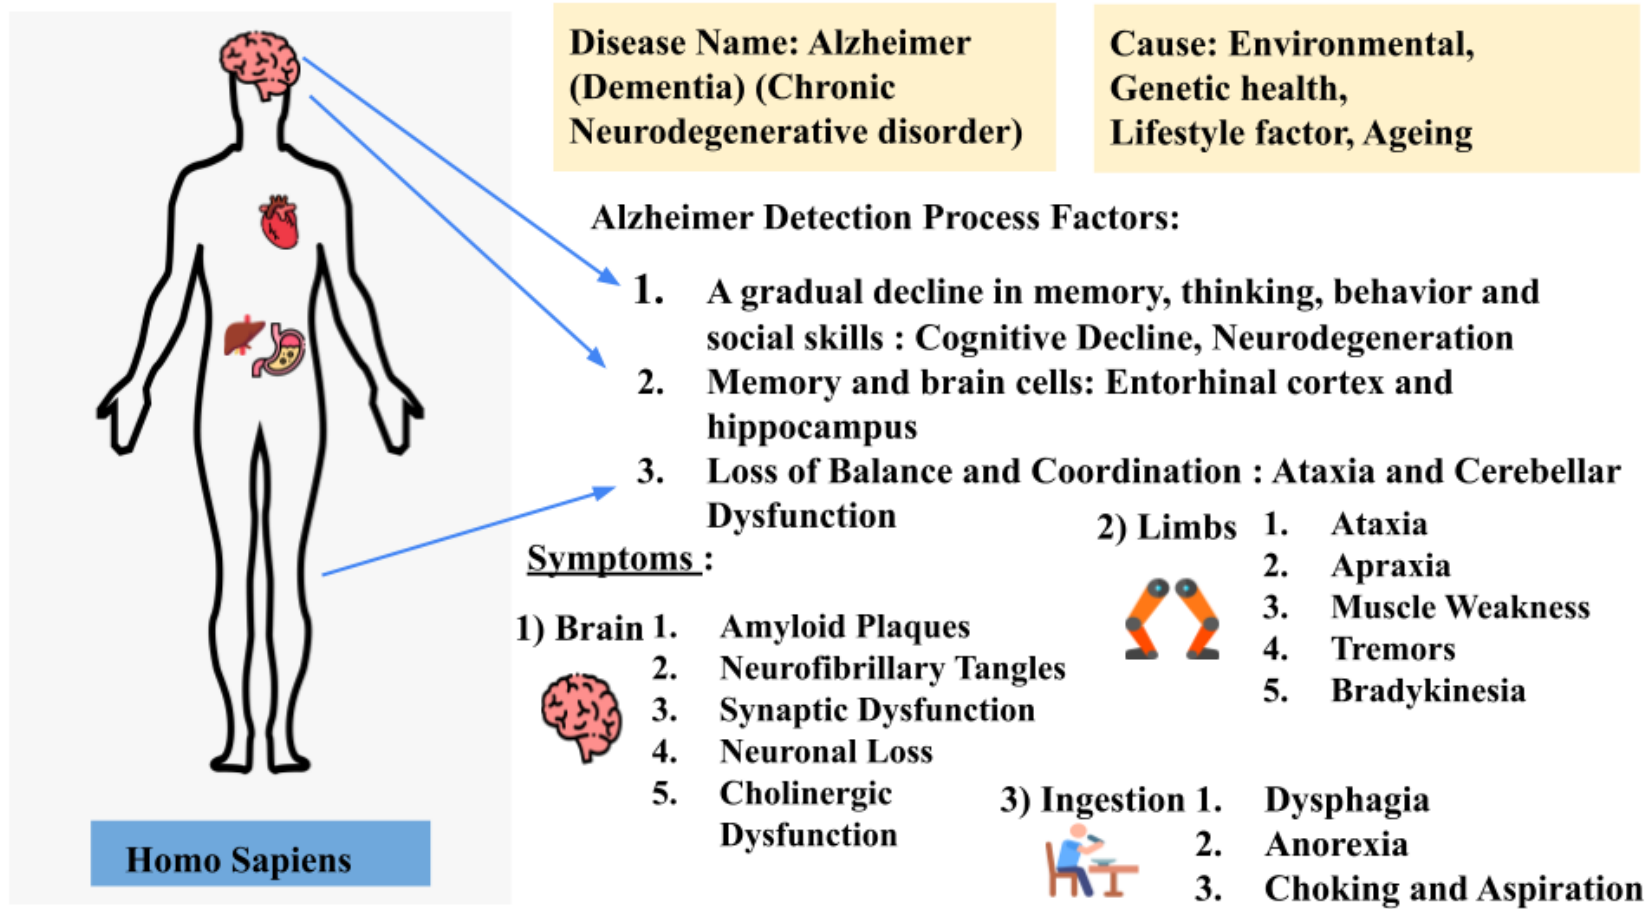 Disease Name: Alzheimer
(Dementia) (Chronic
Neurodegenerative disorder)
Cause: Environmental,
Genetic health,
Lifestyle factor, Ageing
Alzheimer Detection Process Factors:
1. A gradual decline in memory, thinking, behavior and
social skills : Cognitive Decline, Neurodegeneration
2. Memory and brain cells: Entorhinal cortex and
hippocampus
3. Loss of Balance and Coordination : Ataxia and Cerebellar
Dysfunction
Symptoms :
1) Brain
1. Amyloid Plaques
2. Neurofibrillary Tangles
3. Synaptic Dysfunction
4. Neuronal Loss
5. Cholinergic
Dysfunction
2) Limbs
1. Ataxia
2. Apraxia
3. Muscle Weakness
4. Tremors
5. Bradykinesia
3) Ingestion
1. Dysphagia
2. Anorexia
3. Choking and Aspiration
Homo Sapiens